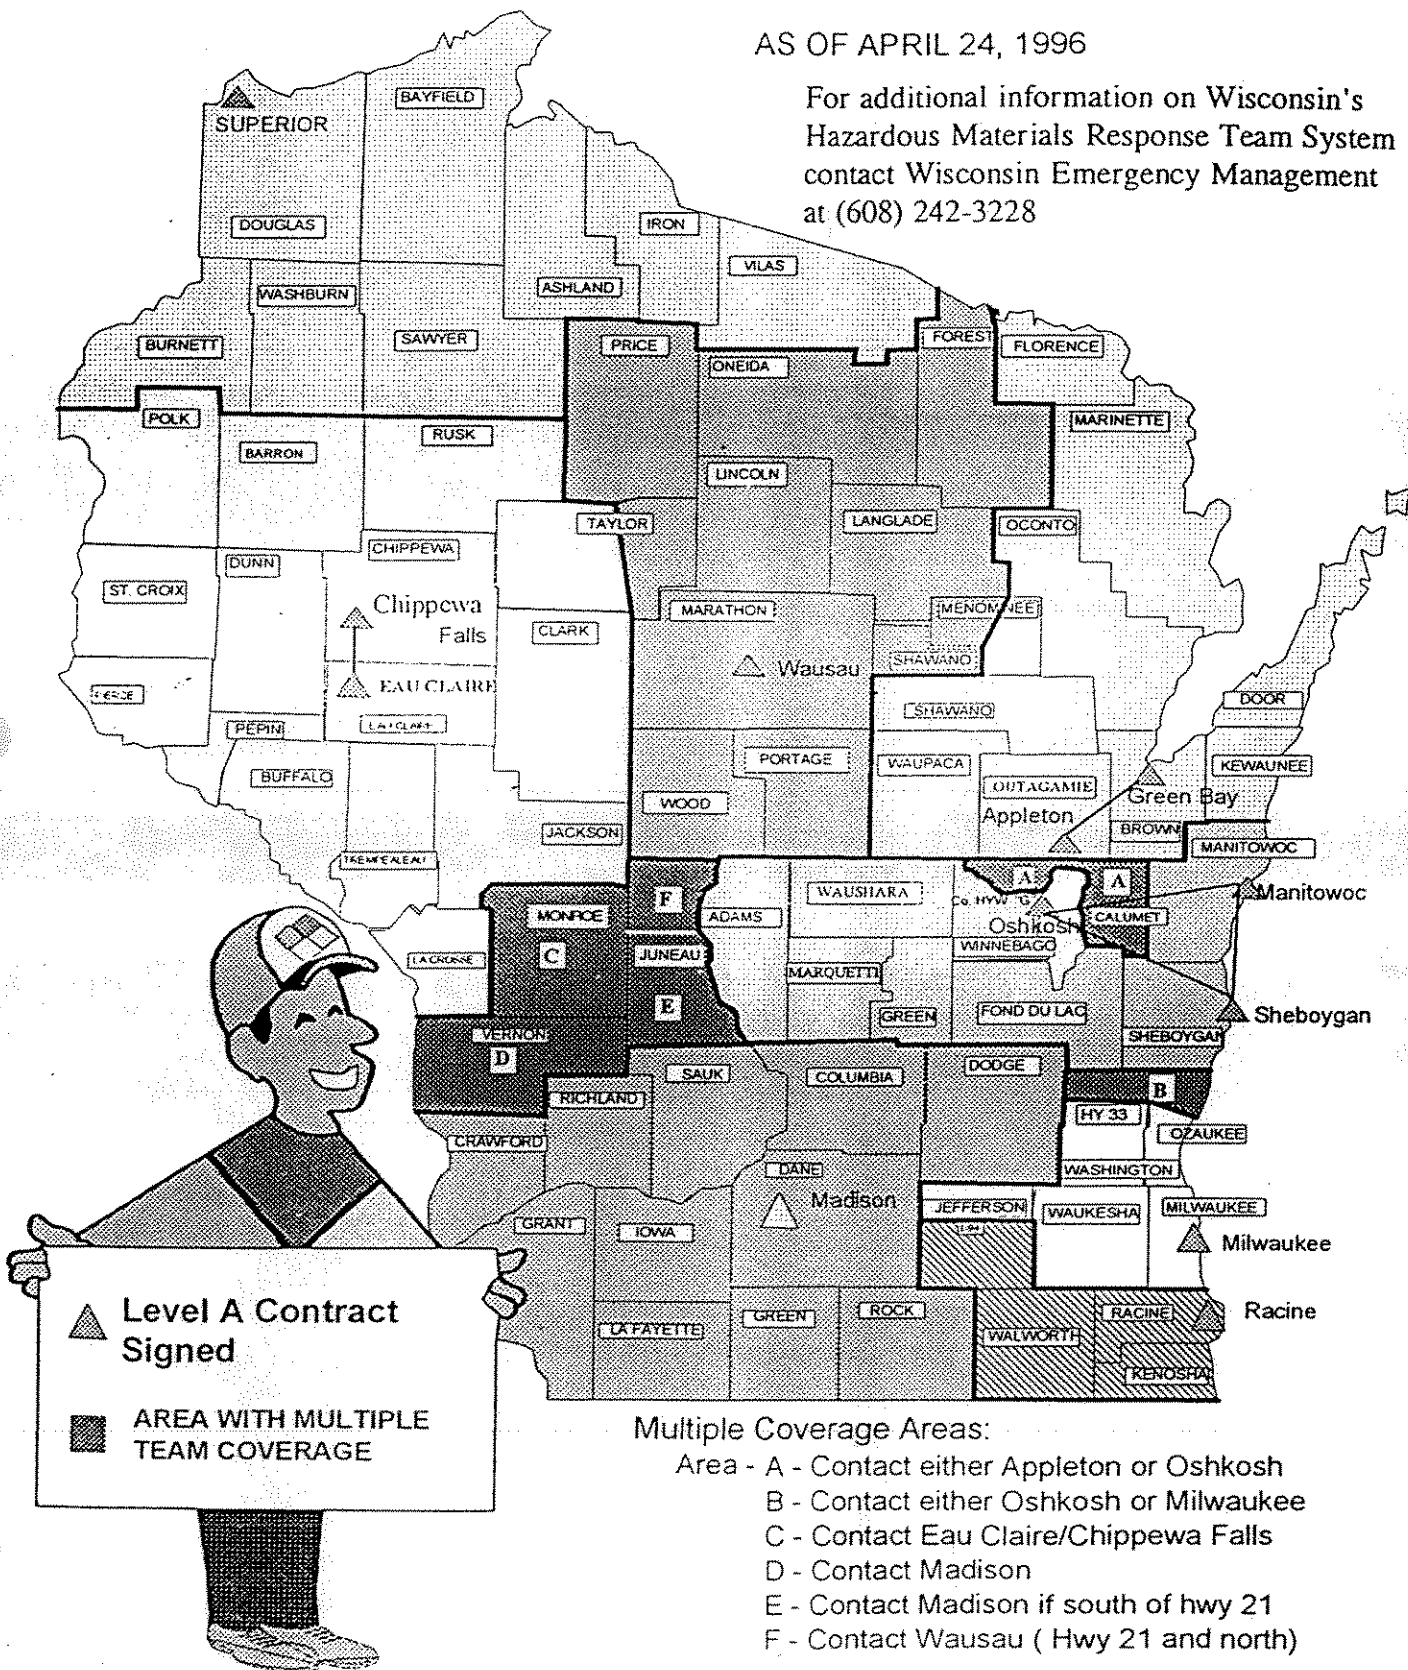 AS OF APRIL 24, 1996
For additional information on Wisconsin's
Hazardous Materials Response Team System
contact Wisconsin Emergency Management
at (608) 242-3228
BAYFIELD
SUPERIOR
DOUGLAS
IRON
VILAS
ASHLAND
WASHBURN
BURNETT
SAWYER
PRICE
ONEIDA
FOREST
FLORENCE
POLK
BARRON
RUSK
MARINETTE
LINCOLN
TAYLOR
LANGLADE
OCONTO
CHIPPEWA
DUNN
ST. CROIX
Chippewa
Falls
CLARK
MARATHON
MENOMINEE
SHAWANO
Wausau
EAU CLAIRE
PIERCE
EAU CLAIRE
PEPIN
SHAWANO
DOOR
BUFFALO
PORTAGE
WAUPACA
OUTAGAMIE
KEWAUNEE
Green Bay
WOOD
Appleton
BROWN
JACKSON
MANITOWOC
TREMPEALEAU
A
A
Manitowoc
F
WAUSHARA
Co. HYW "G"
MONROE
ADAMS
CALUMET
Oshkosh
WINNEBAGO
C
JUNEAU
LA CROSSE
MARQUETT
E
GREEN
FOND DU LAC
Sheboygan
VERNON
D
SHEBOYGAN
SAUK
COLUMBIA
DODGE
RICHLAND
B
HY 33
CRAWFORD
OZAUKEE
DANE
WASHINGTON
Madison
JEFFERSON
WAUKESHA
MILWAUKEE
GRANT
IOWA
Milwaukee
LA FAYETTE
GREEN
ROCK
WALWORTH
RACINE
Racine
KENOSHA
Level A Contract
Signed
AREA WITH MULTIPLE
TEAM COVERAGE
Multiple Coverage Areas:
Area - A - Contact either Appleton or Oshkosh
B - Contact either Oshkosh or Milwaukee
C - Contact Eau Claire/Chippewa Falls
D - Contact Madison
E - Contact Madison if south of hwy 21
F - Contact Wausau ( Hwy 21 and north)